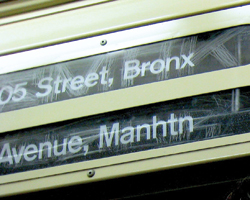 05 Street, Bronx
Avenue, Manhtn